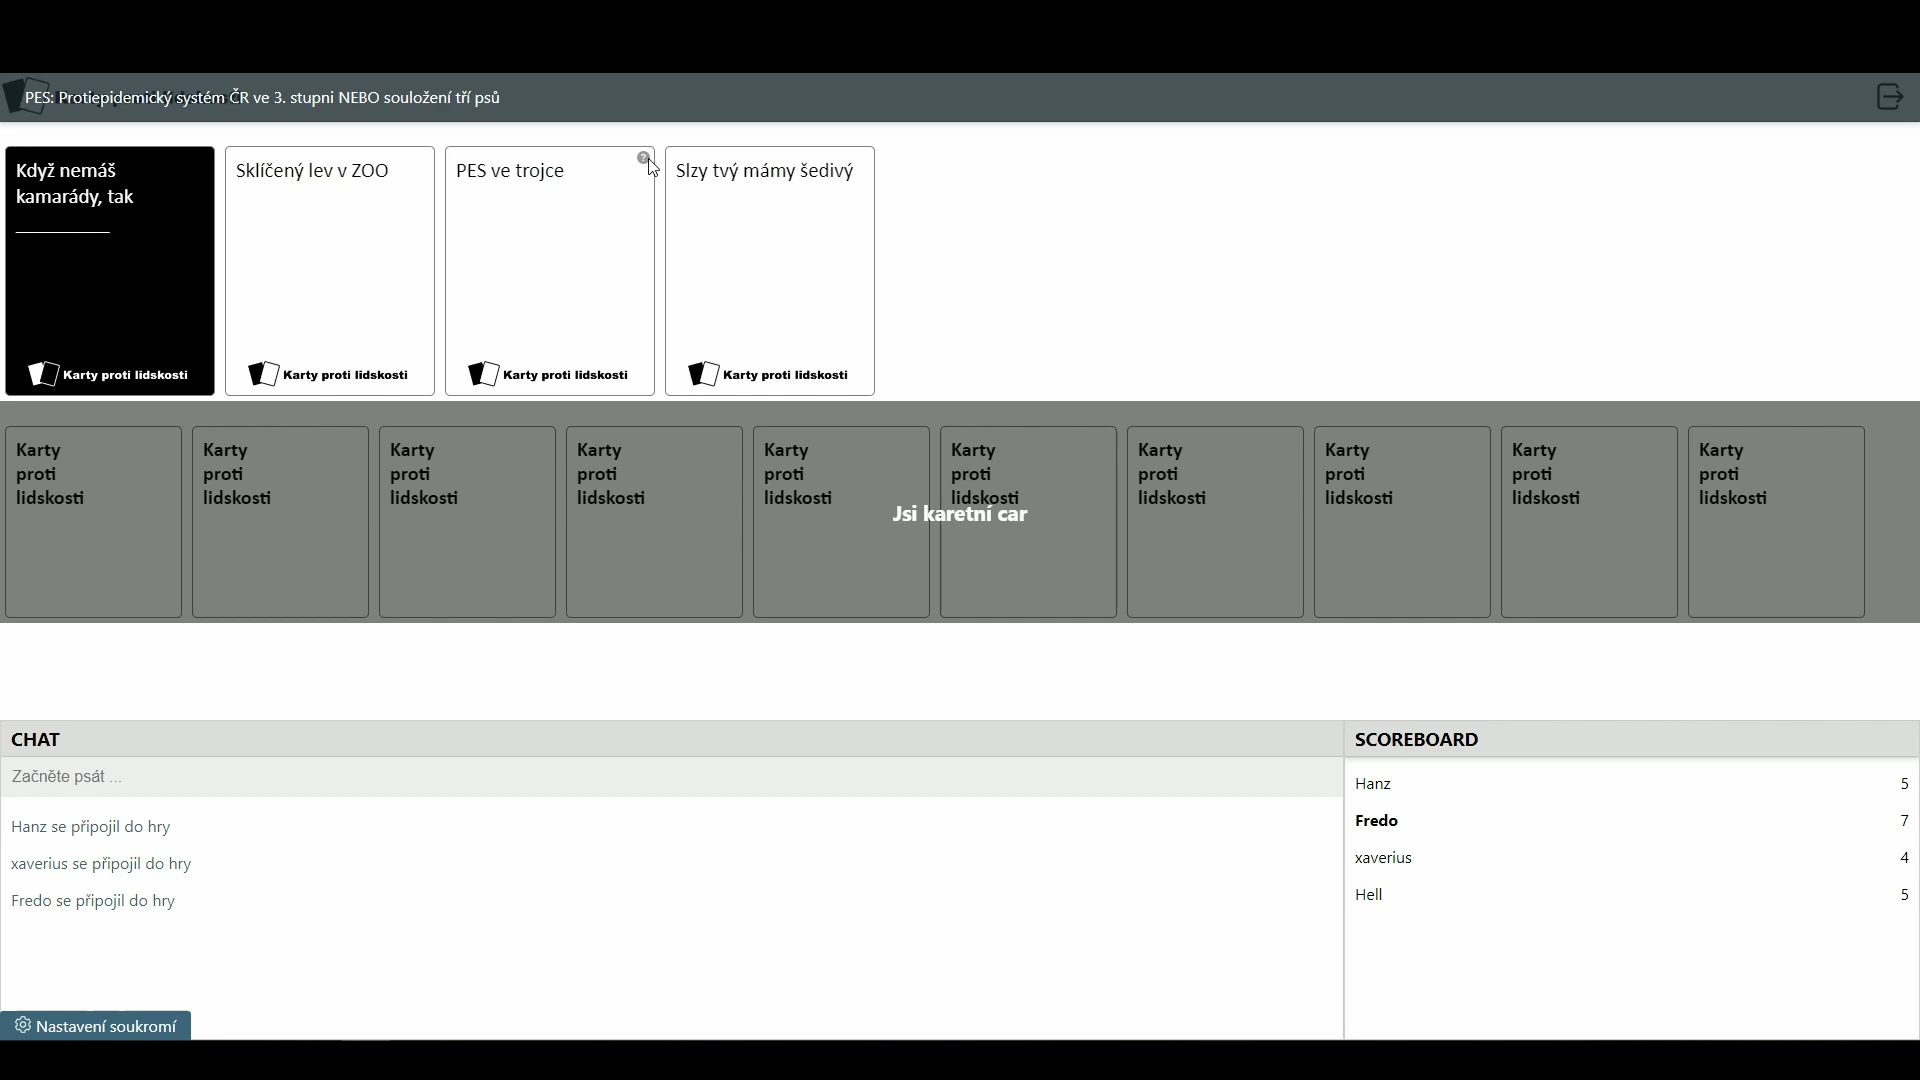 PES: Protiepidemický systém ČR ve 3. stupni NEBO souložení tří psů
Když nemáš
kamarády, tak
__________
Karty proti lidskosti
Sklíčený lev v ZOO
Karty proti lidskosti
PES ve trojce
?
Karty proti lidskosti
Slzy tvý mámy šedivý
Karty proti lidskosti
Karty
proti
lidskosti
Karty
proti
lidskosti
Karty
proti
lidskosti
Karty
proti
lidskosti
Karty
proti
lidskosti
Karty
proti
lidskosti
Karty
proti
lidskosti
Karty
proti
lidskosti
Karty
proti
lidskosti
Karty
proti
lidskosti
Jsi karetní car
CHAT
Začněte psát ...
Hanz se připojil do hry
xaverius se připojil do hry
Fredo se připojil do hry
Nastavení soukromí
SCOREBOARD
Hanz 5
Fredo 7
xaverius 4
Hell 5